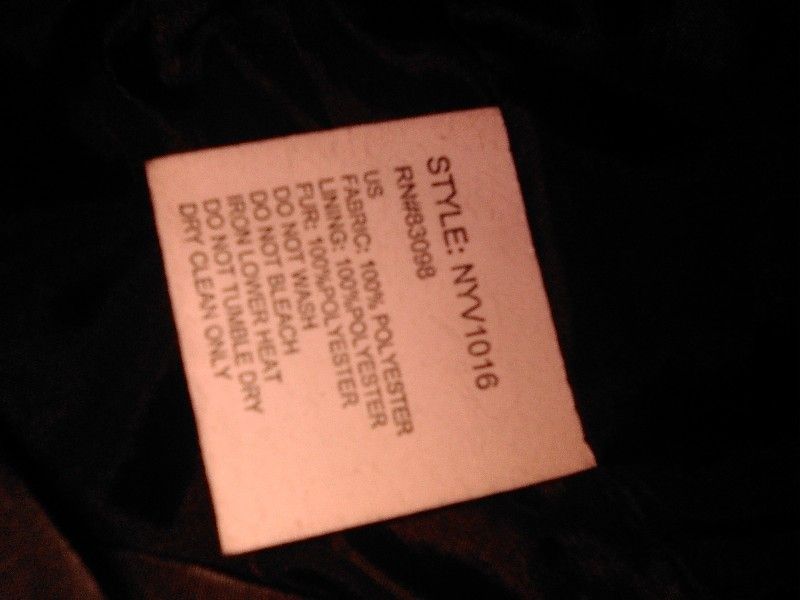 STYLE: NYV1016
RN#83098
US
FABRIC: 100% POLYESTER
LINING: 100%POLYESTER
FUR: 100%POLYESTER
DO NOT WASH
DO NOT BLEACH
IRON LOWER HEAT
DO NOT TUMBLE DRY
DRY CLEAN ONLY